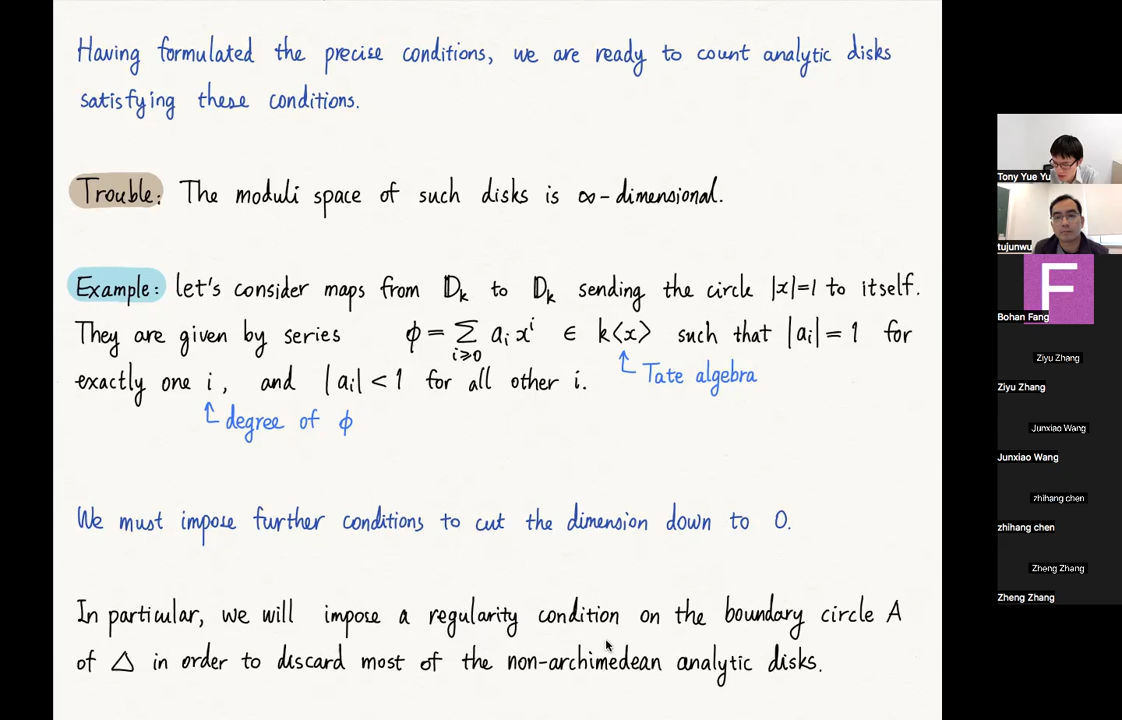 Having formulated the precise conditions, we are ready to count analytic disks
satisfying these conditions.
Trouble: The moduli space of such disks is ∞-dimensional.
Example: let's consider maps from 𝔻ₖ to 𝔻ₖ sending the circle |x|=1 to itself.
They are given by series ϕ = ∑_{i≥0} aᵢ xⁱ ∈ k⟨x⟩ such that |aᵢ| = 1 for
↑ Tate algebra
exactly one i, and |aᵢ| < 1 for all other i.
↑ degree of ϕ
We must impose further conditions to cut the dimension down to 0.
In particular, we will impose a regularity condition on the boundary circle A
of △ in order to discard most of the non-archimedean analytic disks.
Tony Yue Yu
tujunwu
F
Bohan Fang
Ziyu Zhang
Ziyu Zhang
Junxiao Wang
Junxiao Wang
zhihang chen
zhihang chen
Zheng Zhang
Zheng Zhang